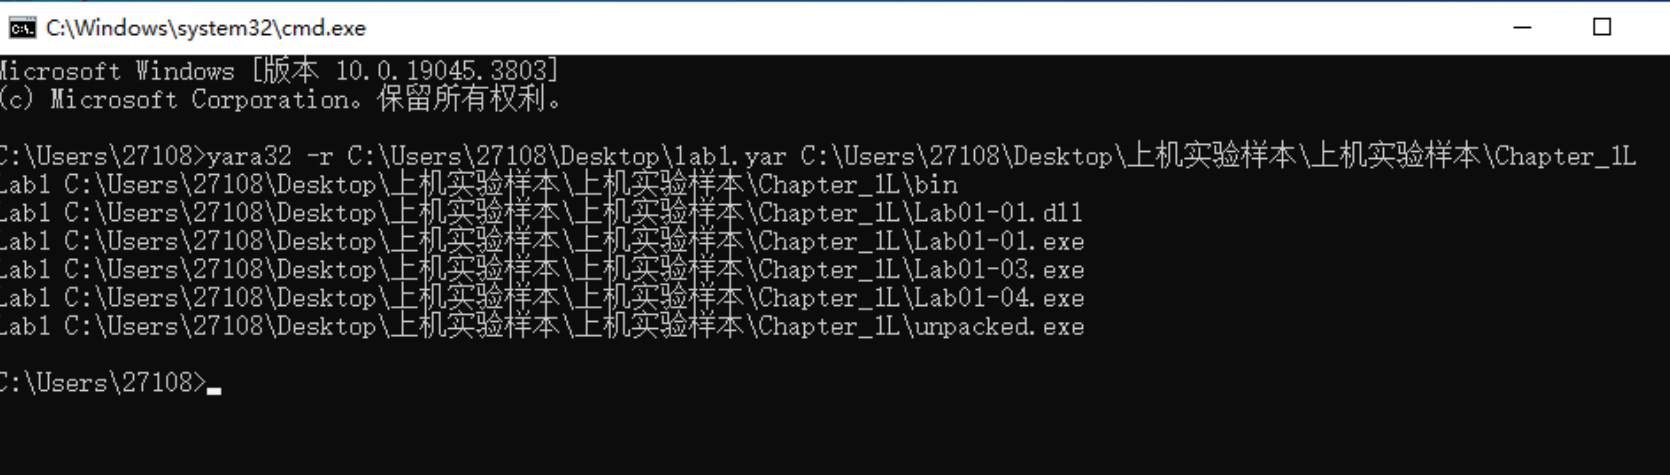 C:\Windows\system32\cmd.exe
Microsoft Windows [版本 10.0.19045.3803]
(c) Microsoft Corporation。保留所有权利。
C:\Users\27108>yara32 -r C:\Users\27108\Desktop\lab1.yar C:\Users\27108\Desktop\上机实验样本\上机实验样本\Chapter_1L
Lab1 C:\Users\27108\Desktop\上机实验样本\上机实验样本\Chapter_1L\bin
Lab1 C:\Users\27108\Desktop\上机实验样本\上机实验样本\Chapter_1L\Lab01-01.dll
Lab1 C:\Users\27108\Desktop\上机实验样本\上机实验样本\Chapter_1L\Lab01-01.exe
Lab1 C:\Users\27108\Desktop\上机实验样本\上机实验样本\Chapter_1L\Lab01-03.exe
Lab1 C:\Users\27108\Desktop\上机实验样本\上机实验样本\Chapter_1L\Lab01-04.exe
Lab1 C:\Users\27108\Desktop\上机实验样本\上机实验样本\Chapter_1L\unpacked.exe
C:\Users\27108>